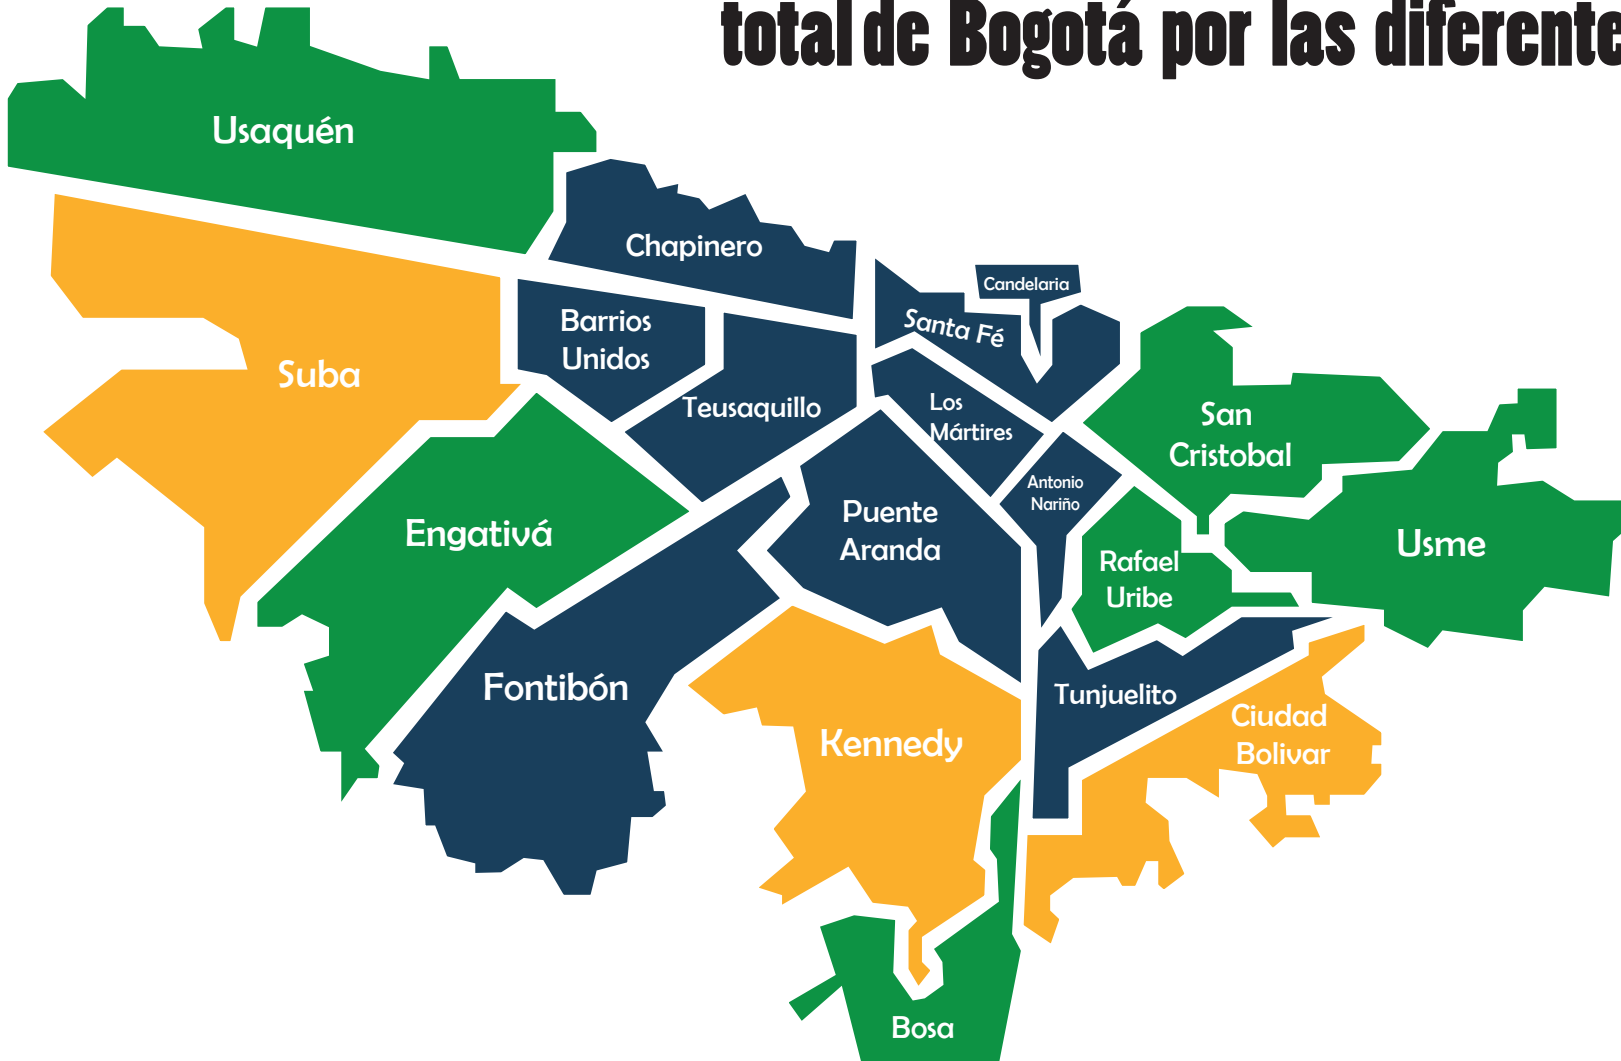 total de Bogotá por las diferente
Usaquén
Chapinero
Candelaria
Santa Fé
Barrios
Unidos
Suba
Teusaquillo
Los
Mártires
San
Cristobal
Antonio
Nariño
Engativá
Puente
Aranda
Usme
Rafael
Uribe
Fontibón
Tunjuelito
Kennedy
Ciudad
Bolivar
Bosa